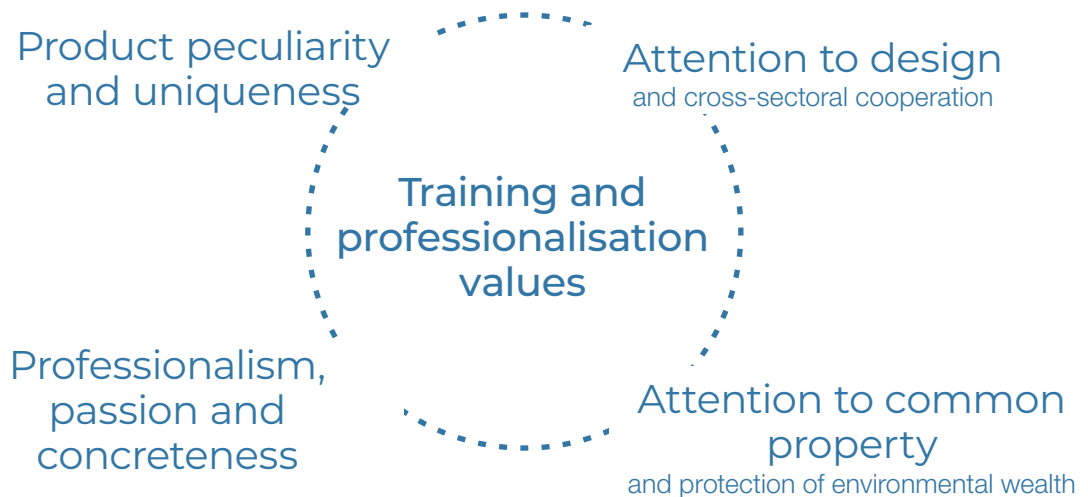 Product peculiarity
and uniqueness
Attention to design
and cross-sectoral cooperation
Training and
professionalisation
values
Professionalism,
passion and
concreteness
Attention to common
property
and protection of environmental wealth